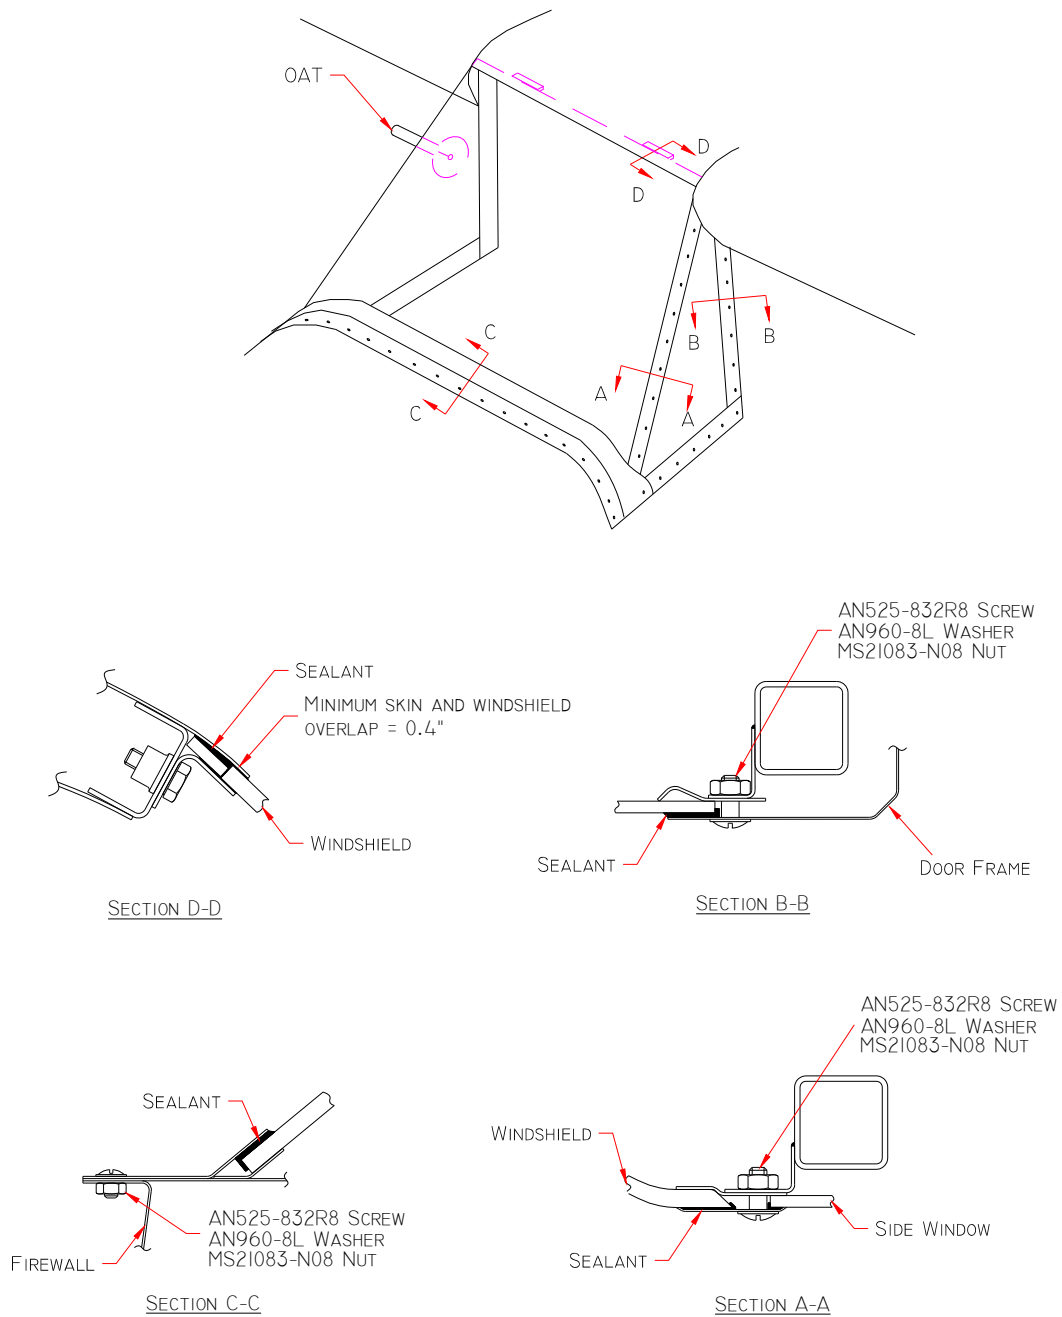 OAT
D
D
C
C
B
B
A
A
AN525-832R8 SCREW
AN960-8L WASHER
MS21083-N08 NUT
SEALANT
MINIMUM SKIN AND WINDSHIELD
OVERLAP = 0.4"
WINDSHIELD
SECTION D-D
SEALANT
DOOR FRAME
SECTION B-B
SEALANT
AN525-832R8 SCREW
AN960-8L WASHER
MS21083-N08 NUT
FIREWALL
SECTION C-C
AN525-832R8 SCREW
AN960-8L WASHER
MS21083-N08 NUT
WINDSHIELD
SIDE WINDOW
SEALANT
SECTION A-A